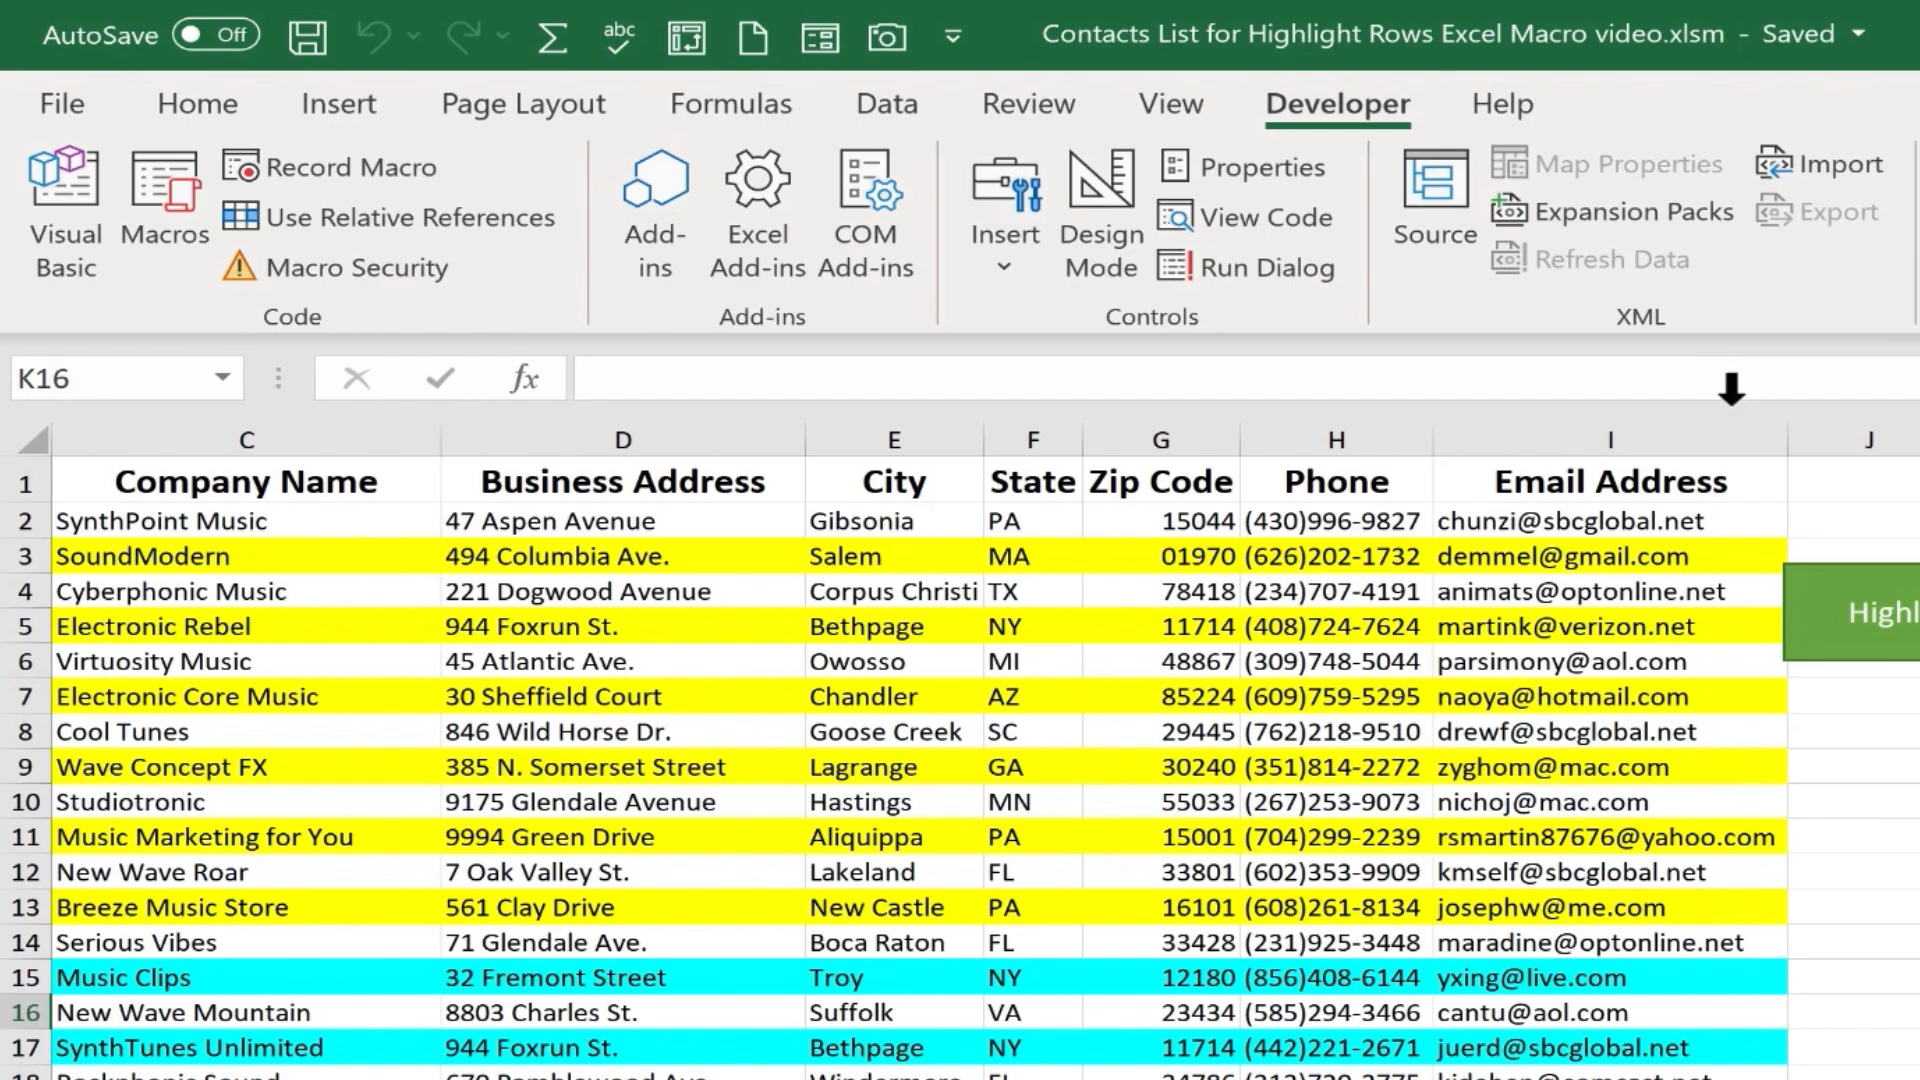 AutoSave Off abc Contacts List for Highlight Rows Excel Macro video.xlsm - Saved
File Home Insert Page Layout Formulas Data Review View Developer Help
Visual Basic
Macros
Record Macro
Use Relative References
Macro Security
Code
Add-ins
Excel Add-ins
COM Add-ins
Add-ins
Insert
Design Mode
Properties
View Code
Run Dialog
Controls
Source
Map Properties
Expansion Packs
Refresh Data
Import
Export
XML
K16 fx
C D E F G H I J
1 Company Name Business Address City State Zip Code Phone Email Address
2 SynthPoint Music 47 Aspen Avenue Gibsonia PA 15044 (430)996-9827 chunzi@sbcglobal.net
3 SoundModern 494 Columbia Ave. Salem MA 01970 (626)202-1732 demmel@gmail.com
4 Cyberphonic Music 221 Dogwood Avenue Corpus Christi TX 78418 (234)707-4191 animats@optonline.net
5 Electronic Rebel 944 Foxrun St. Bethpage NY 11714 (408)724-7624 martink@verizon.net
Highl
6 Virtuosity Music 45 Atlantic Ave. Owosso MI 48867 (309)748-5044 parsimony@aol.com
7 Electronic Core Music 30 Sheffield Court Chandler AZ 85224 (609)759-5295 naoya@hotmail.com
8 Cool Tunes 846 Wild Horse Dr. Goose Creek SC 29445 (762)218-9510 drewf@sbcglobal.net
9 Wave Concept FX 385 N. Somerset Street Lagrange GA 30240 (351)814-2272 zyghom@mac.com
10 Studiotronic 9175 Glendale Avenue Hastings MN 55033 (267)253-9073 nichoj@mac.com
11 Music Marketing for You 9994 Green Drive Aliquippa PA 15001 (704)299-2239 rsmartin87676@yahoo.com
12 New Wave Roar 7 Oak Valley St. Lakeland FL 33801 (602)353-9909 kmself@sbcglobal.net
13 Breeze Music Store 561 Clay Drive New Castle PA 16101 (608)261-8134 josephw@me.com
14 Serious Vibes 71 Glendale Ave. Boca Raton FL 33428 (231)925-3448 maradine@optonline.net
15 Music Clips 32 Fremont Street Troy NY 12180 (856)408-6144 yxing@live.com
16 New Wave Mountain 8803 Charles St. Suffolk VA 23434 (585)294-3466 cantu@aol.com
17 SynthTunes Unlimited 944 Foxrun St. Bethpage NY 11714 (442)221-2671 juerd@sbcglobal.net